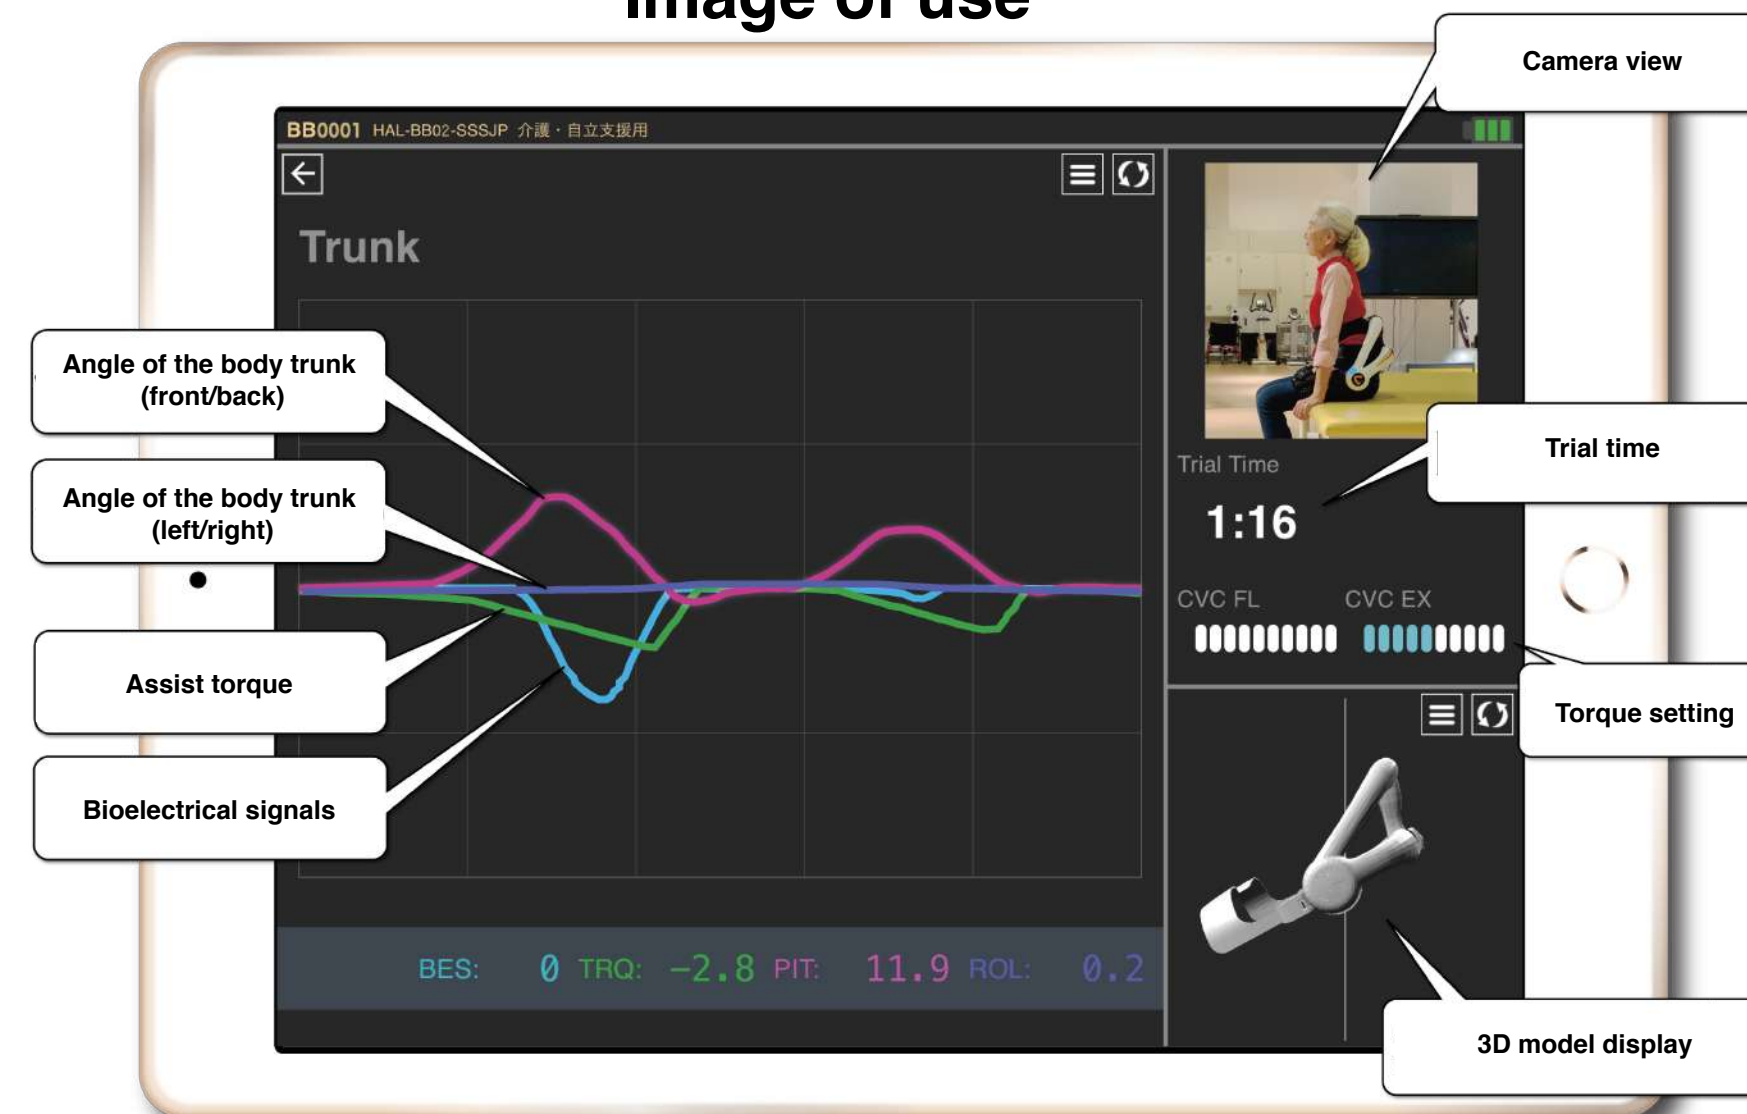 Image of use
Camera view
BB0001 HAL-BB02-SSSJP 介護・自立支援用
Trunk
Angle of the body trunk
(front/back)
Angle of the body trunk
(left/right)
Assist torque
Bioelectrical signals
Trial Time
1:16
Trial time
CVC FL CVC EX
Torque setting
BES: 0 TRQ: -2.8 PIT: 11.9 ROL: 0.2
3D model display